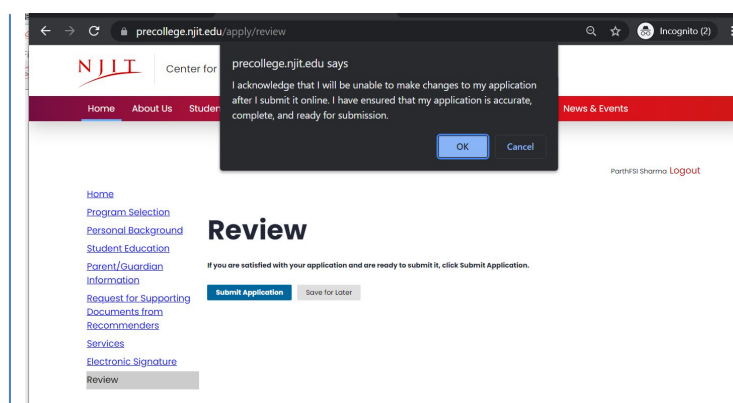 precollege.njit.edu/apply/review
Incognito (2)
NJIT
Center for
precollege.njit.edu says
I acknowledge that I will be unable to make changes to my application
after I submit it online. I have ensured that my application is accurate,
complete, and ready for submission.
OK Cancel
Home About Us Studen News & Events
ParthFSI Sharma Logout
Home
Program Selection
Personal Background
Student Education
Parent/Guardian
Information
Request for Supporting
Documents from
Recommenders
Services
Electronic Signature
Review
Review
If you are satisfied with your application and are ready to submit it, click Submit Application.
Submit Application Save for Later